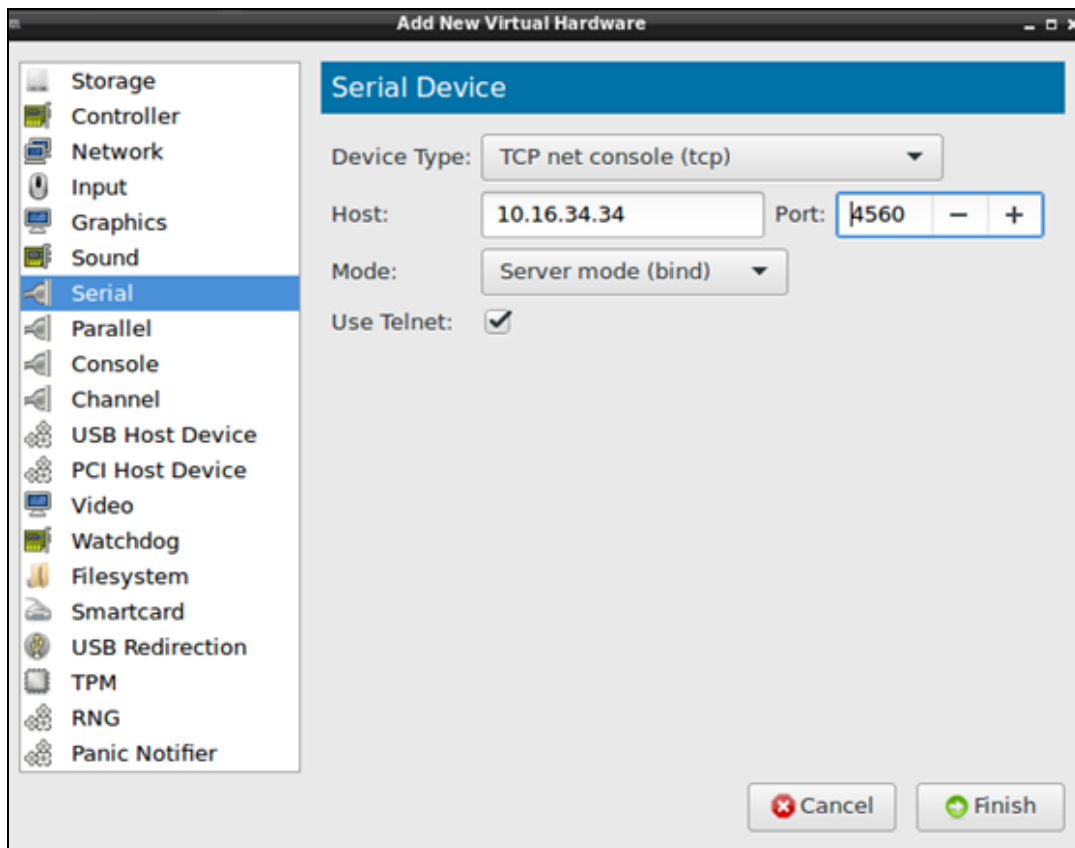 Add New Virtual Hardware
Storage
Controller
Network
Input
Graphics
Sound
Serial
Parallel
Console
Channel
USB Host Device
PCI Host Device
Video
Watchdog
Filesystem
Smartcard
USB Redirection
TPM
RNG
Panic Notifier
Serial Device
Device Type: TCP net console (tcp)
Host: 10.16.34.34 Port: 4560 − +
Mode: Server mode (bind)
Use Telnet:
Cancel Finish